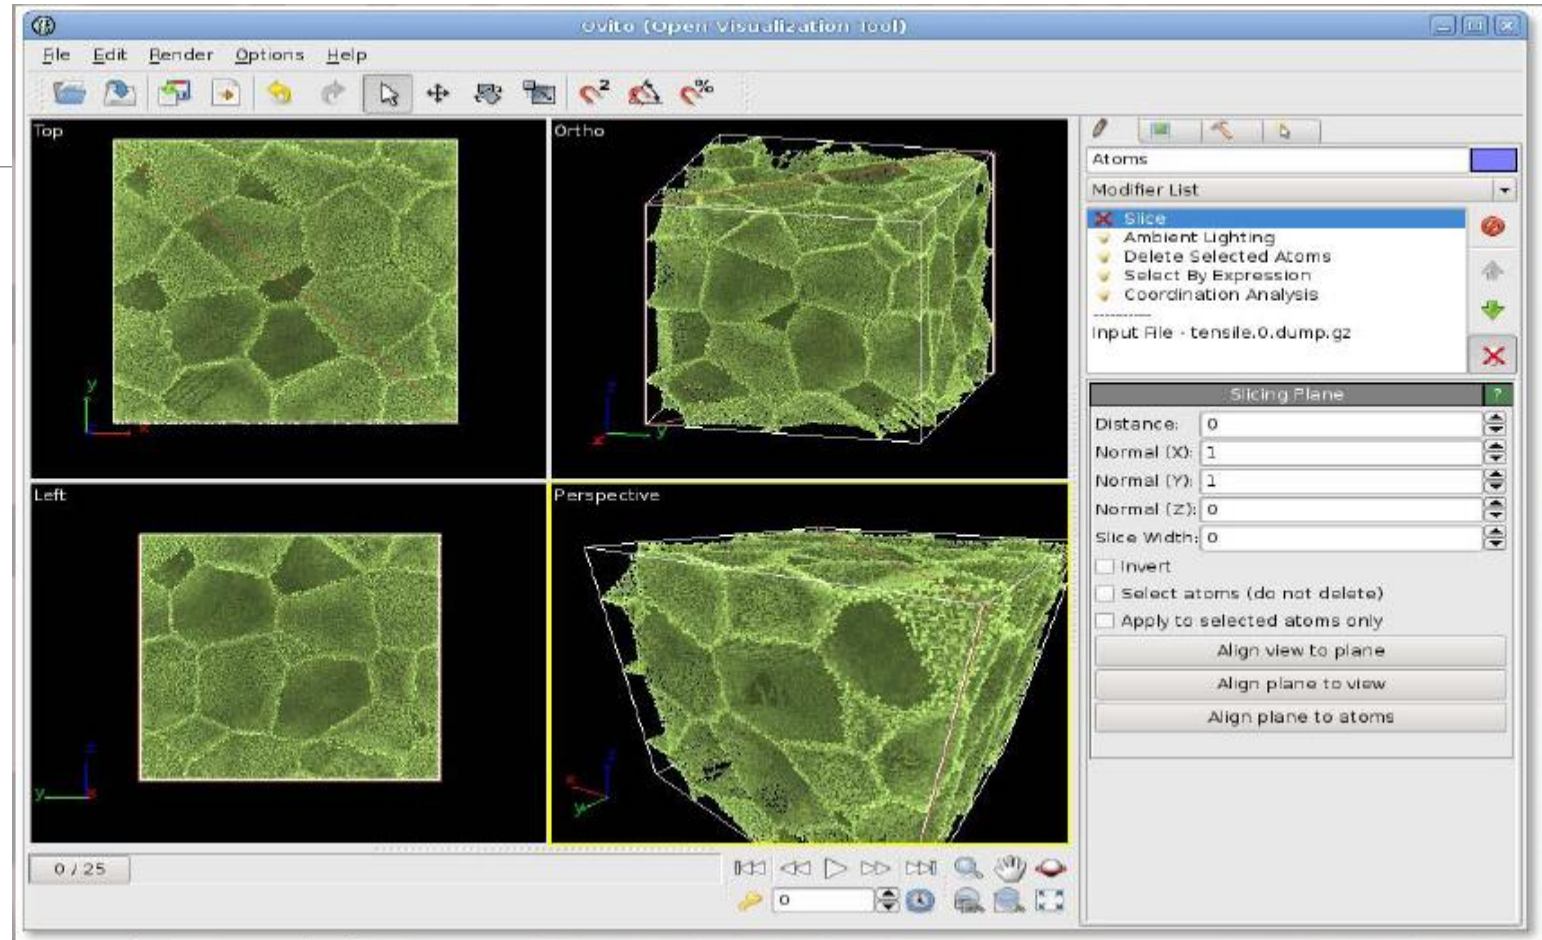 Ovito (Open Visualization Tool)
File Edit Render Options Help
Top
Ortho
y
x
z
x
y
Left
Perspective
z
y
x
x
z
y
Atoms
Modifier List
Slice
Ambient Lighting
Delete Selected Atoms
Select By Expression
Coordination Analysis
----------
Input File - tensile.0.dump.gz
Slicing Plane ?
Distance: 0
Normal (X): 1
Normal (Y): 1
Normal (Z): 0
Slice Width: 0
Invert
Select atoms (do not delete)
Apply to selected atoms only
Align view to plane
Align plane to view
Align plane to atoms
0 / 25
0